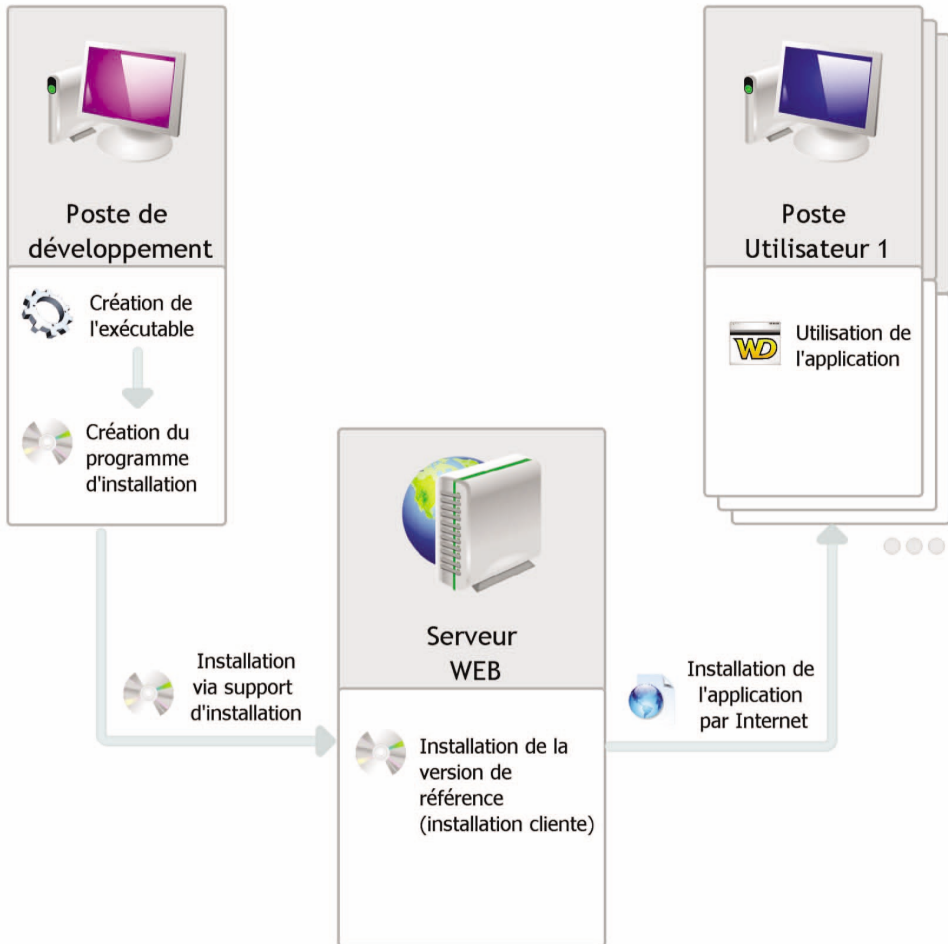 Poste de
développement
Création de
l'exécutable
Création du
programme
d'installation
Installation
via support
d'installation
Serveur
WEB
Installation de la
version de
référence
(installation cliente)
Installation de
l'application
par Internet
Poste
Utilisateur 1
WD
Utilisation de
l'application